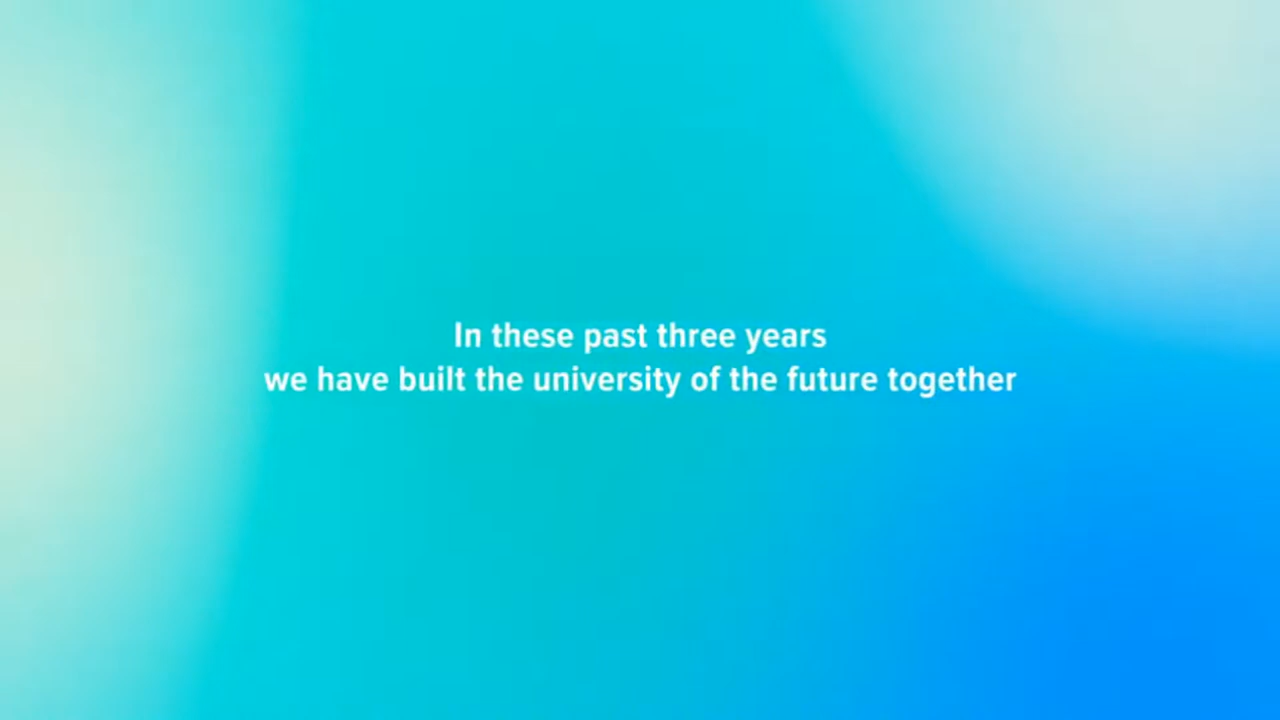 In these past three years
we have built the university of the future together